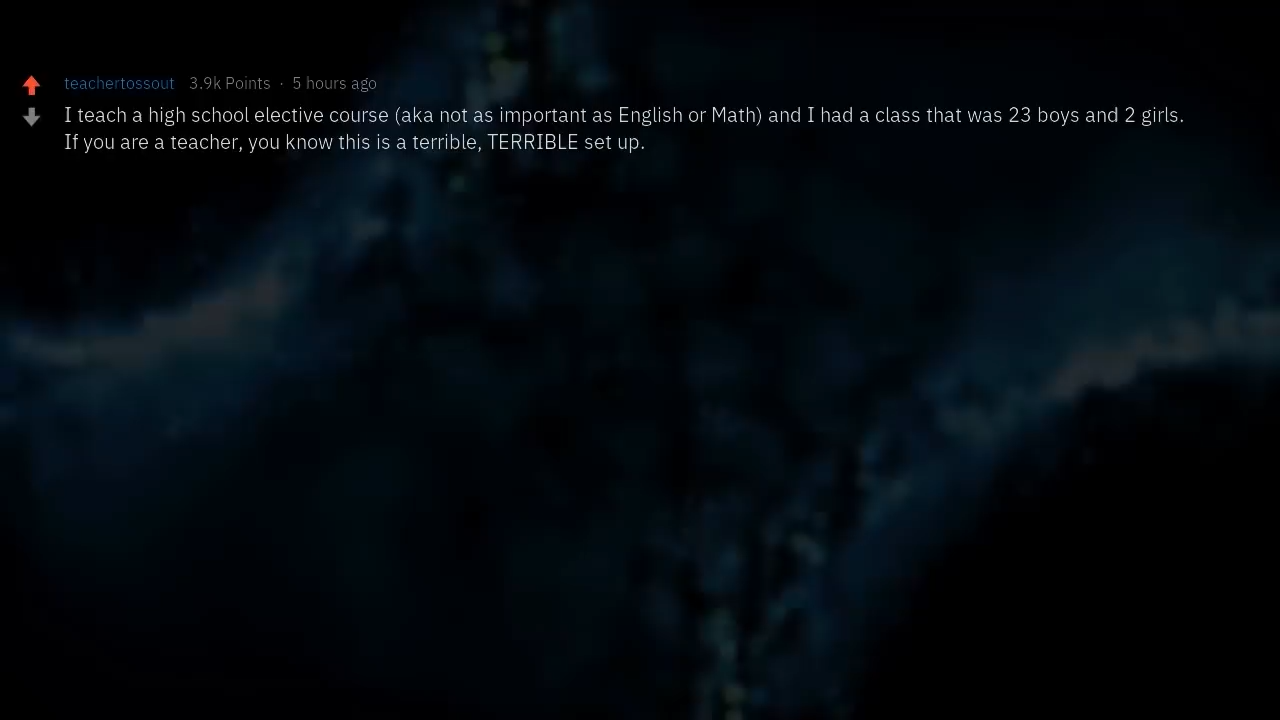 teachertossout 3.9k Points · 5 hours ago
I teach a high school elective course (aka not as important as English or Math) and I had a class that was 23 boys and 2 girls.
If you are a teacher, you know this is a terrible, TERRIBLE set up.